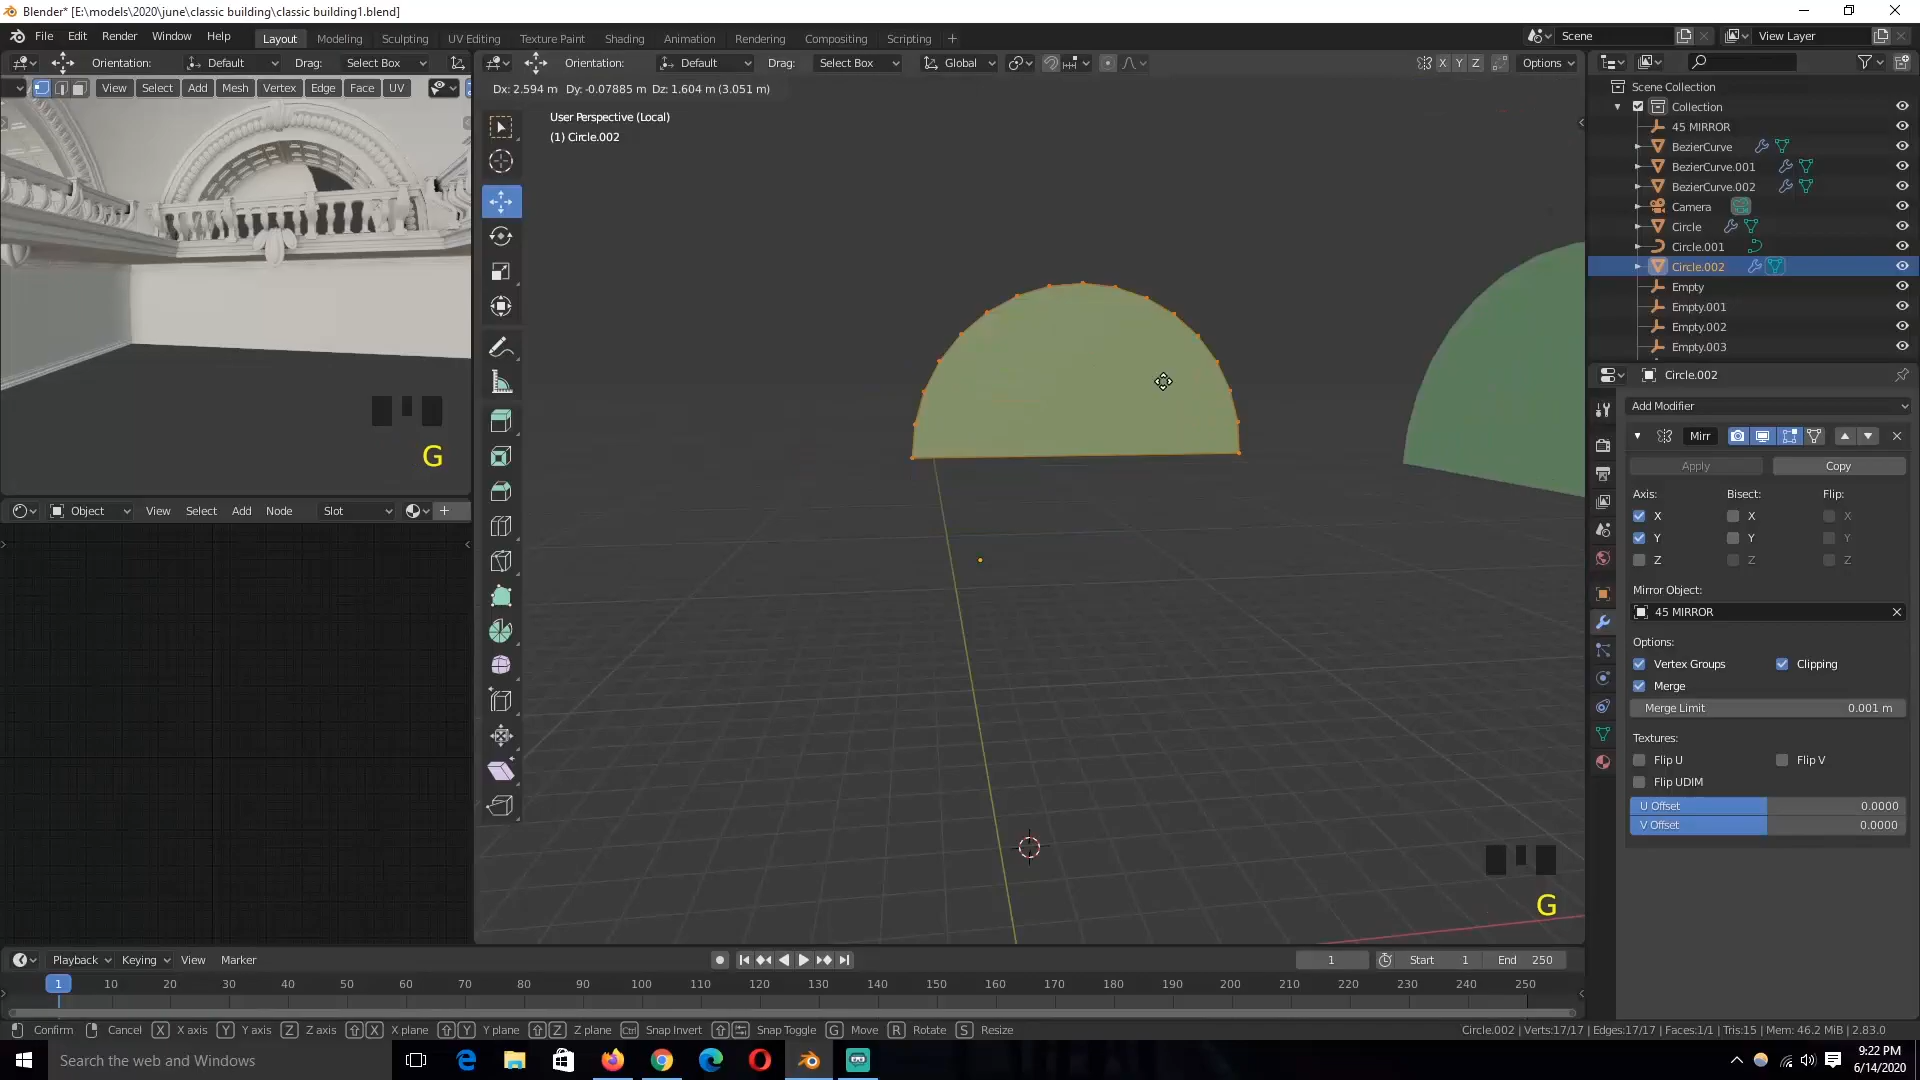 Blender* [E:\models\2020\june\classic building\classic building1.blend]
File Edit Render Window Help Layout Modeling Sculpting UV Editing Texture Paint Shading Animation Rendering Compositing Scripting + Scene View Layer
Orientation: Default Drag: Select Box Orientation: Default Drag: Select Box Global X Y Z Options
View Select Add Mesh Vertex Edge Face UV
Dx: 2.594 m Dy: -0.07885 m Dz: 1.604 m (3.051 m)
User Perspective (Local)
(1) Circle.002
Scene Collection
Collection
45 MIRROR
BezierCurve
BezierCurve.001
BezierCurve.002
Camera
Circle
Circle.001
Circle.002
Empty
Empty.001
Empty.002
Empty.003
Circle.002
Add Modifier
Mirr
Apply Copy
Axis: Bisect: Flip:
X X X
Y Y Y
Z Z Z
Mirror Object:
45 MIRROR
Options:
Vertex Groups Clipping
Merge
Merge Limit 0.001 m
Textures:
Flip U Flip V
Flip UDIM
U Offset 0.0000
V Offset 0.0000
G
G
Object View Select Add Node Slot
Playback Keying View Marker 1 Start 1 End 250
1 10 20 30 40 50 60 70 80 90 100 110 120 130 140 150 160 170 180 190 200 210 220 230 240 250
Confirm Cancel X X axis Y Y axis Z Z axis X X plane Y Y plane Z Z plane Ctrl Snap Invert Snap Toggle G Move R Rotate S Resize Circle.002 | Verts:17/17 | Edges:17/17 | Faces:1/1 | Tris:15 | Mem: 46.2 MiB | 2.83.0
Search the web and Windows
9:22 PM
6/14/2020